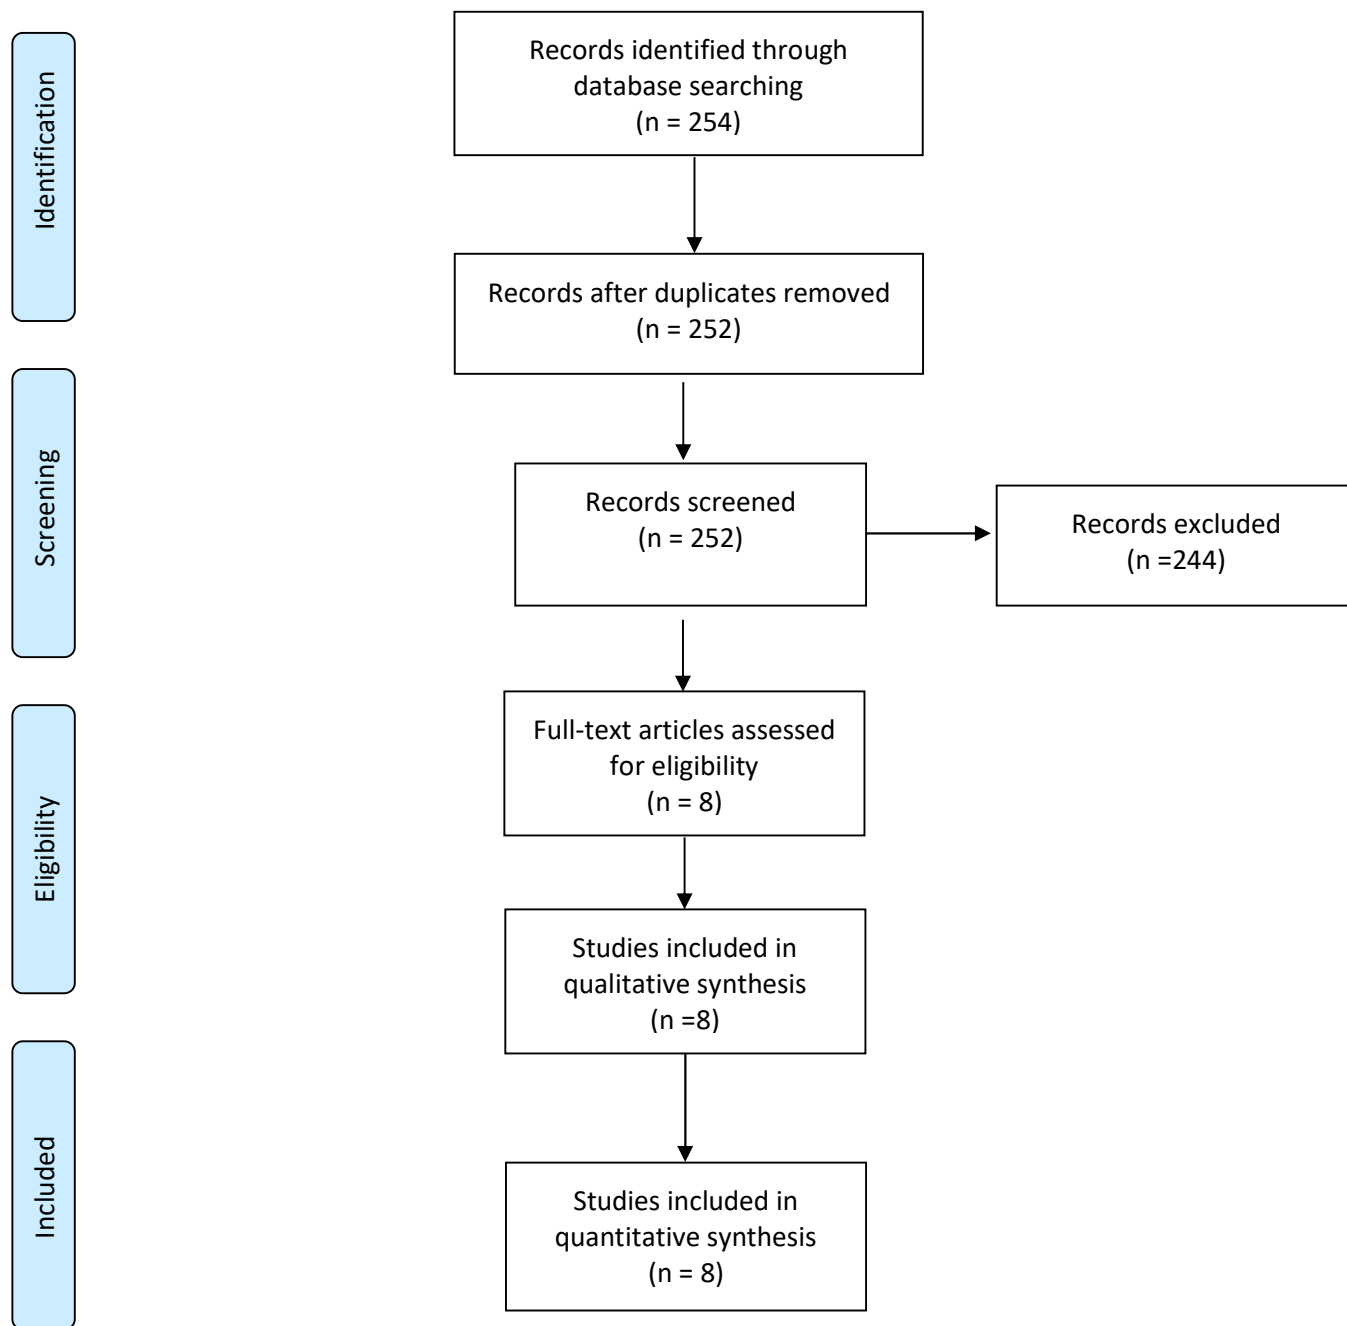 Identification
Records identified through
database searching
(n = 254)
Records after duplicates removed
(n = 252)
Screening
Records screened
(n = 252)
Records excluded
(n =244)
Eligibility
Full-text articles assessed
for eligibility
(n = 8)
Studies included in
qualitative synthesis
(n =8)
Included
Studies included in
quantitative synthesis
(n = 8)